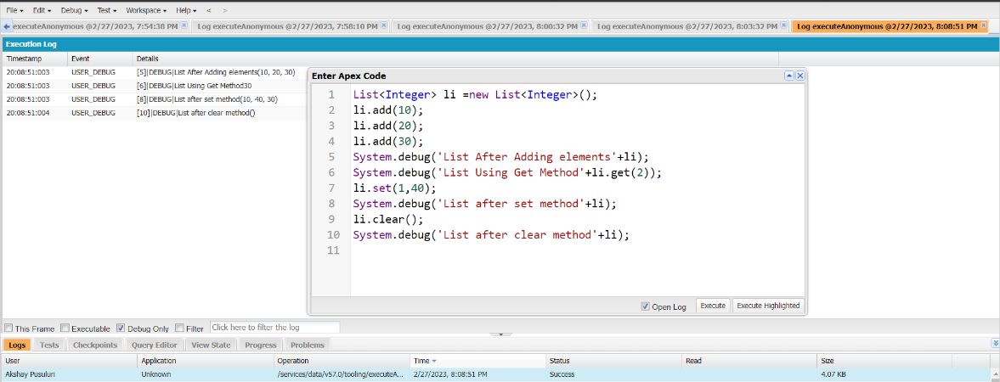 File Edit Debug Test Workspace Help < >
executeAnonymous @2/27/2023, 7:54:38 PM Log executeAnonymous @2/27/2023, 7:58:10 PM Log executeAnonymous @2/27/2023, 8:00:32 PM Log executeAnonymous @2/27/2023, 8:03:32 PM Log executeAnonymous @2/27/2023, 8:08:51 PM
Execution Log
Timestamp Event Details
20:08:51:003 USER_DEBUG [5]|DEBUG|List After Adding elements(10, 20, 30)
20:08:51:003 USER_DEBUG [6]|DEBUG|List Using Get Method30
20:08:51:003 USER_DEBUG [8]|DEBUG|List after set method(10, 40, 30)
20:08:51:004 USER_DEBUG [10]|DEBUG|List after clear method()
Enter Apex Code
1 List<Integer> li =new List<Integer>();
2 li.add(10);
3 li.add(20);
4 li.add(30);
5 System.debug('List After Adding elements'+li);
6 System.debug('List Using Get Method'+li.get(2));
7 li.set(1,40);
8 System.debug('List after set method'+li);
9 li.clear();
10 System.debug('List after clear method'+li);
11
Open Log Execute Execute Highlighted
This Frame Executable Debug Only Filter Click here to filter the log
Logs Tests Checkpoints Query Editor View State Progress Problems
User Application Operation Time Status Read Size
Akshay Pusuluri Unknown /services/data/v57.0/tooling/executeA... 2/27/2023, 8:08:51 PM Success 4.07 KB